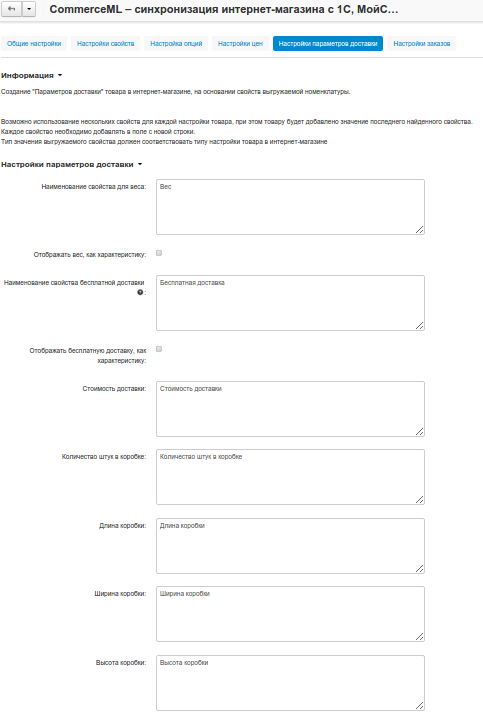 CommerceML – синхронизация интернет-магазина с 1С, МойС...
Общие настройки Настройки свойств Настройка опций Настройки цен Настройки параметров доставки Настройки заказов
Информация
Создание "Параметров доставки" товара в интернет-магазине, на основании свойств выгружаемой номенклатуры.
Возможно использование нескольких свойств для каждой настройки товара, при этом товару будет добавлено значение последнего найденного свойства.
Каждое свойство необходимо добавлять в поле с новой строки.
Тип значения выгружаемого свойства должен соответствовать типу настройки товара в интернет-магазине
Настройки параметров доставки
Наименование свойства для веса: Вес
Отображать вес, как характеристику:
Наименование свойства бесплатной доставки Бесплатная доставка
?:
Отображать бесплатную доставку, как
характеристику:
Стоимость доставки: Стоимость доставки
Количество штук в коробке: Количество штук в коробке
Длина коробки: Длина коробки
Ширина коробки: Ширина коробки
Высота коробки: Высота коробки